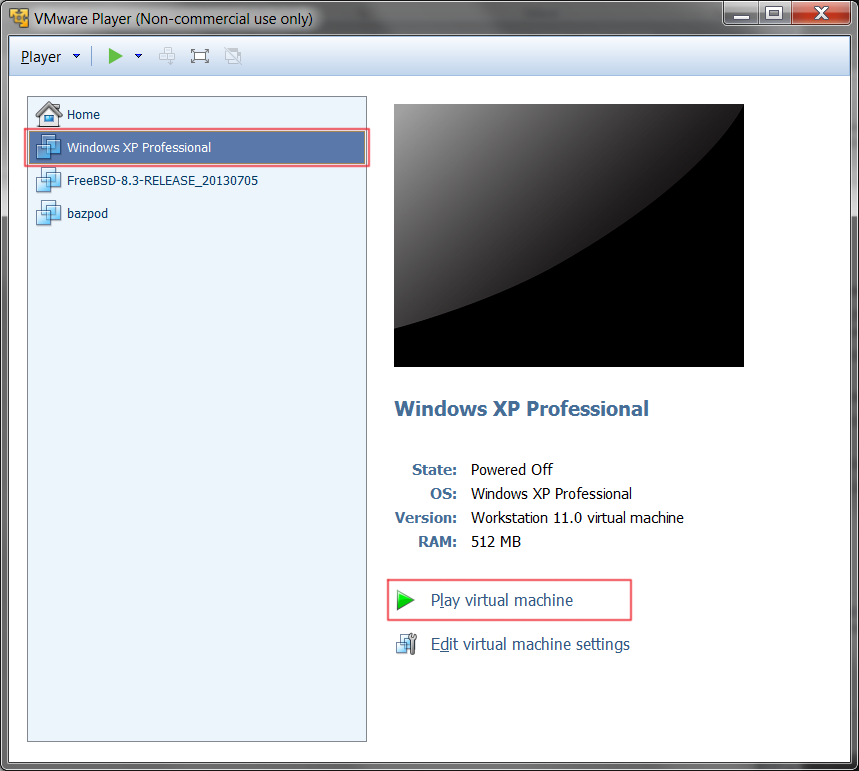 VMware Player (Non-commercial use only)
Player
Home
Windows XP Professional
FreeBSD-8.3-RELEASE_20130705
bazpod
Windows XP Professional
State: Powered Off
OS: Windows XP Professional
Version: Workstation 11.0 virtual machine
RAM: 512 MB
Play virtual machine
Edit virtual machine settings